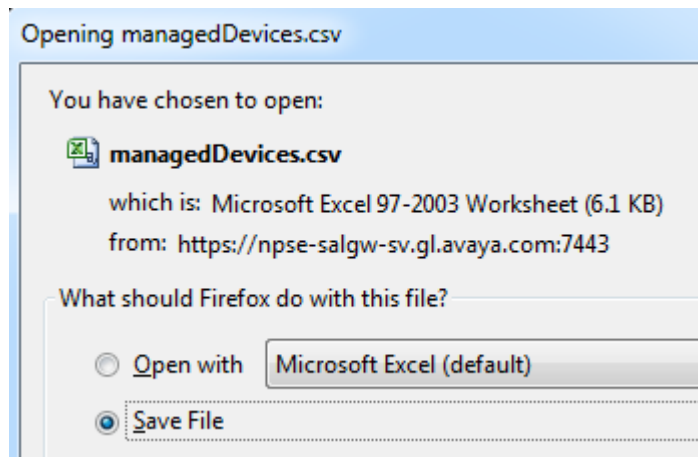 Opening managedDevices.csv
You have chosen to open:
managedDevices.csv
which is: Microsoft Excel 97-2003 Worksheet (6.1 KB)
from: https://npse-salgw-sv.gl.avaya.com:7443
What should Firefox do with this file?
Open with Microsoft Excel (default)
Save File